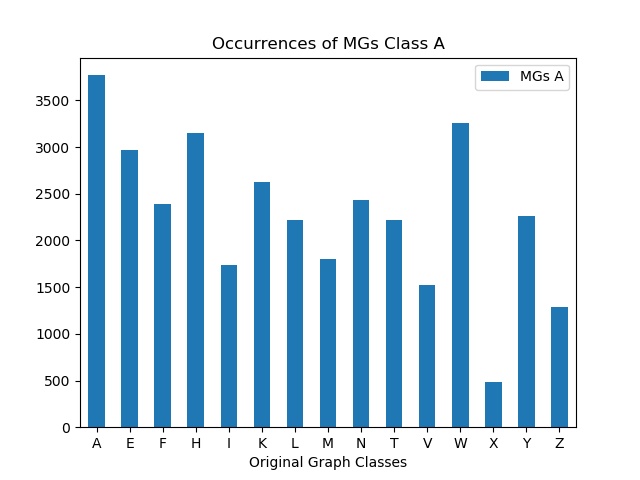 Occurrences of MGs Class A
MGs A
3500
3000
2500
2000
1500
1000
500
0
A E F H I K L M N T V W X Y Z
Original Graph Classes